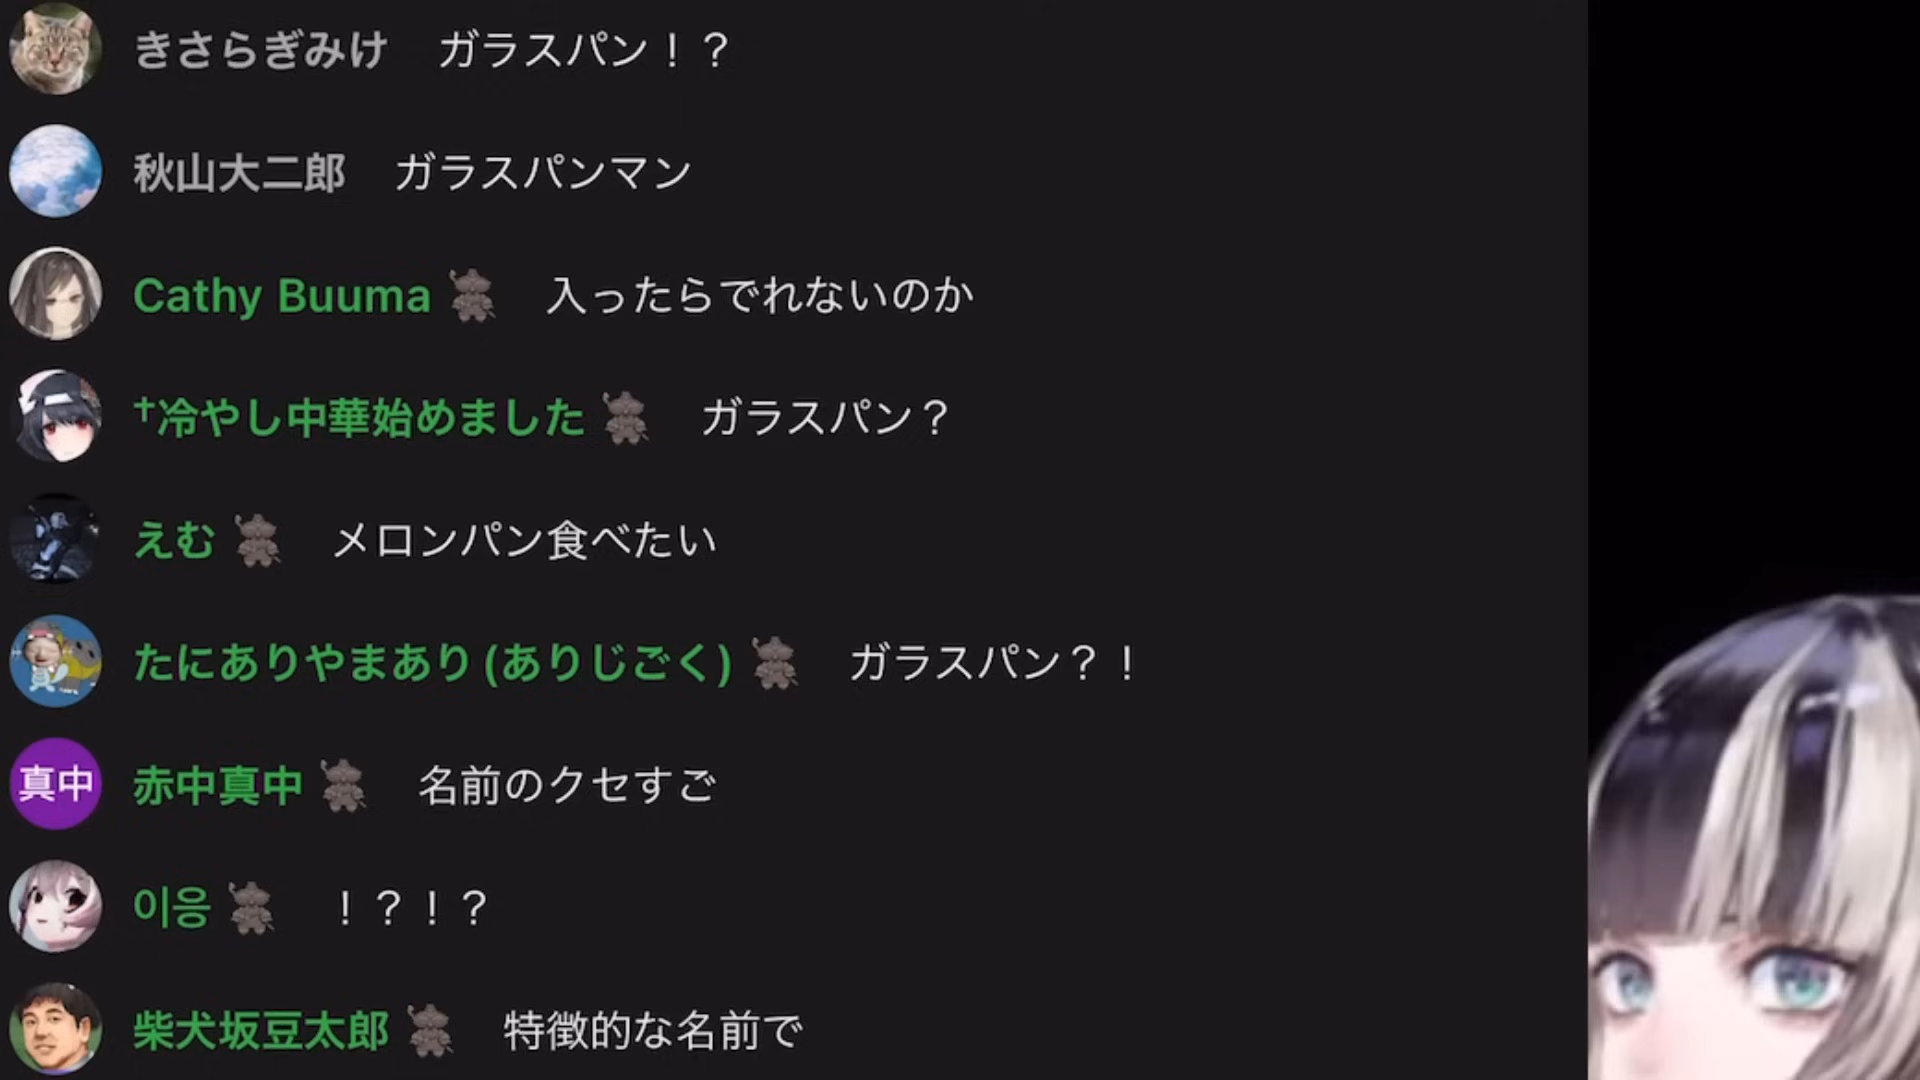 きさらぎみけ ガラスパン！？
秋山大二郎 ガラスパンマン
Cathy Buuma 入ったらでれないのか
†冷やし中華始めました ガラスパン？
えむ メロンパン食べたい
たにありやまあり(ありじごく) ガラスパン？！
真中 赤中真中 名前のクセすご
이응 ！？！？
柴犬坂豆太郎 特徴的な名前で